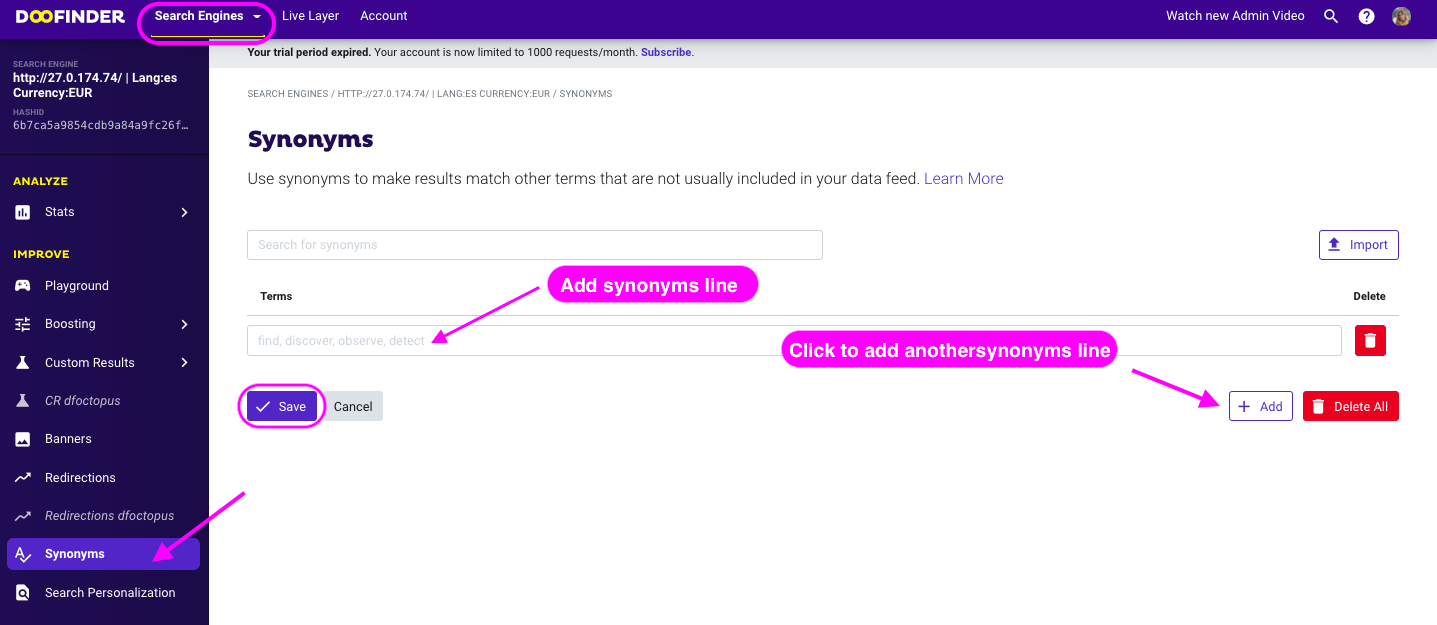 DOOFINDER
Search Engines
Live Layer
Account
Watch new Admin Video
Your trial period expired. Your account is now limited to 1000 requests/month. Subscribe.
SEARCH ENGINE
http://27.0.174.74/ | Lang:es
Currency:EUR
HASHID
6b7ca5a9854cdb9a84a9fc26f…
ANALYZE
Stats
IMPROVE
Playground
Boosting
Custom Results
CR dfoctopus
Banners
Redirections
Redirections dfoctopus
Synonyms
Search Personalization
SEARCH ENGINES / HTTP://27.0.174.74/ | LANG:ES CURRENCY:EUR / SYNONYMS
Synonyms
Use synonyms to make results match other terms that are not usually included in your data feed. Learn More
Search for synonyms
Import
Add synonyms line
Terms
Delete
find, discover, observe, detect
Click to add anothersynonyms line
Save
Cancel
Add
Delete All